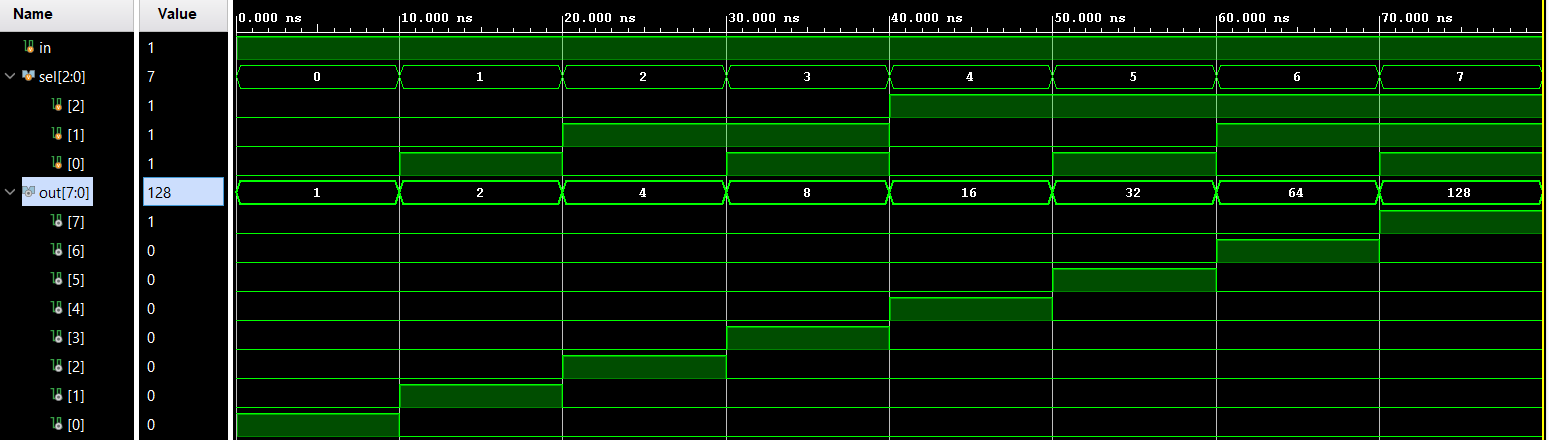 Name Value 0.000 ns 10.000 ns 20.000 ns 30.000 ns 40.000 ns 50.000 ns 60.000 ns 70.000 ns
in 1
sel[2:0] 7 0 1 2 3 4 5 6 7
[2] 1
[1] 1
[0] 1
out[7:0] 128 1 2 4 8 16 32 64 128
[7] 1
[6] 0
[5] 0
[4] 0
[3] 0
[2] 0
[1] 0
[0] 0